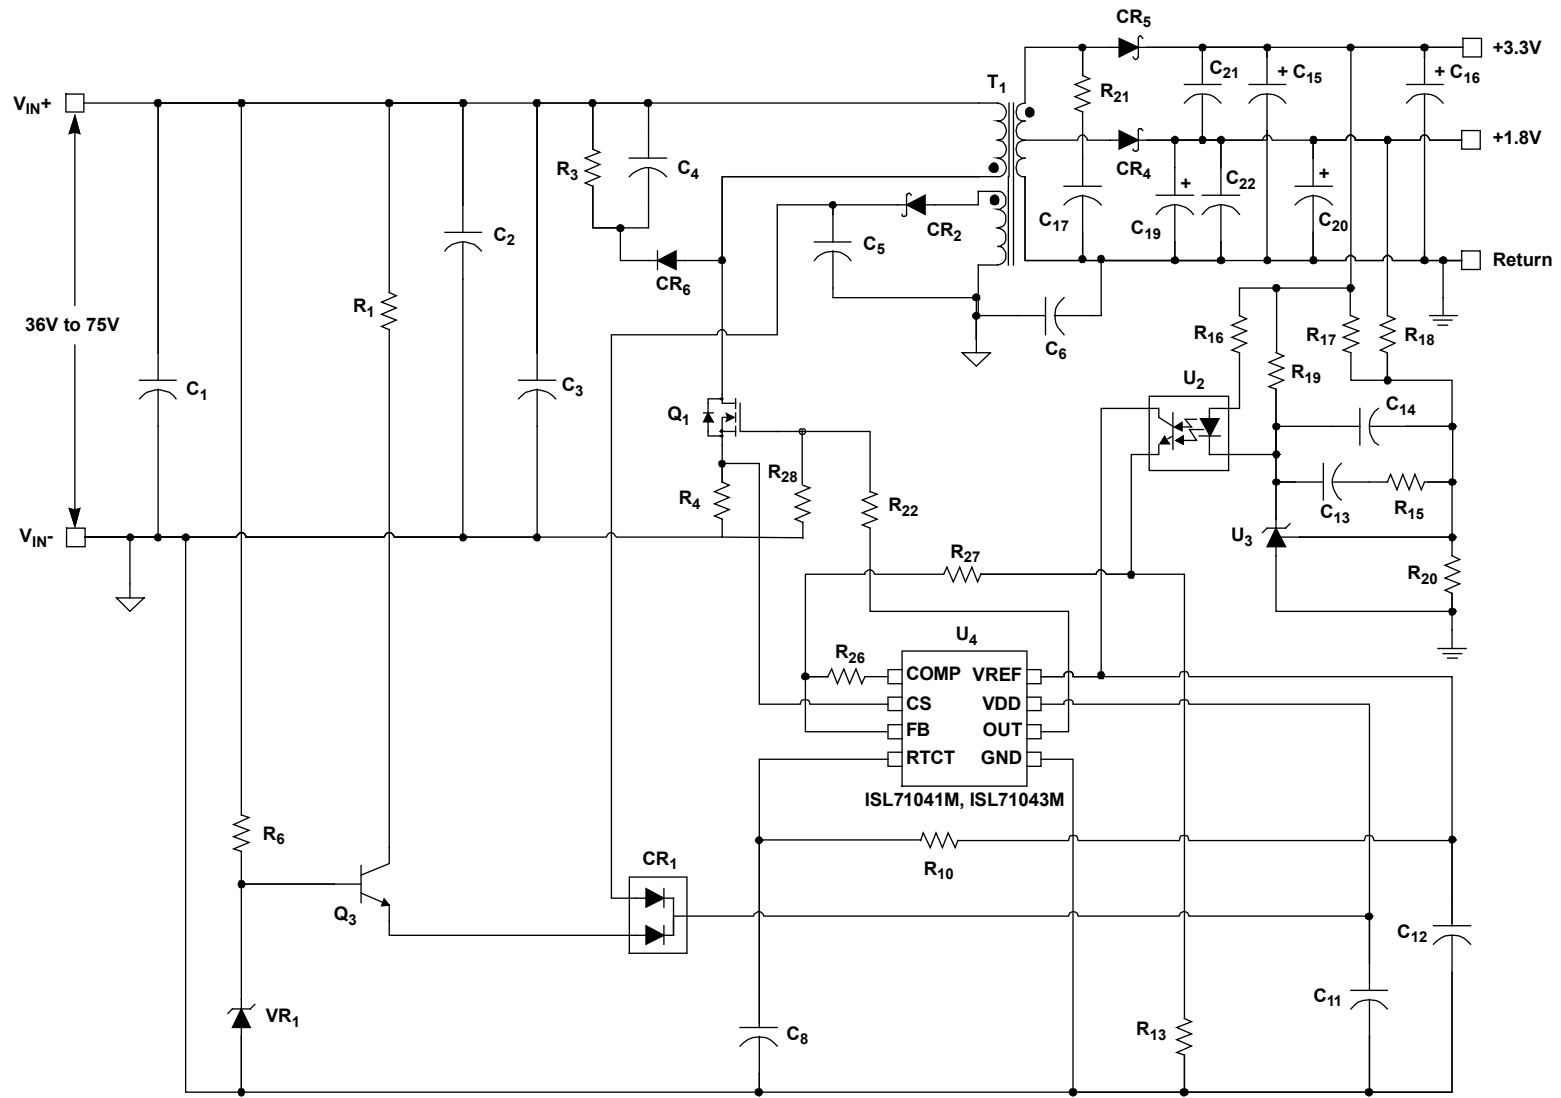 CR5
+3.3V
T1
C21
+ C15
+ C16
VIN+
R21
+1.8V
R3
C4
CR4
C22
+
+
C17
C19
C20
CR2
C2
C5
Return
CR6
R1
36V to 75V
C6
R16
R17
R18
U2
R19
C1
C3
C14
Q1
R28
R4
R22
C13
R15
VIN-
U3
R27
R20
U4
R26
COMP
VREF
CS
VDD
FB
OUT
RTCT
GND
ISL71041M, ISL71043M
R6
CR1
R10
Q3
C12
C11
VR1
C8
R13